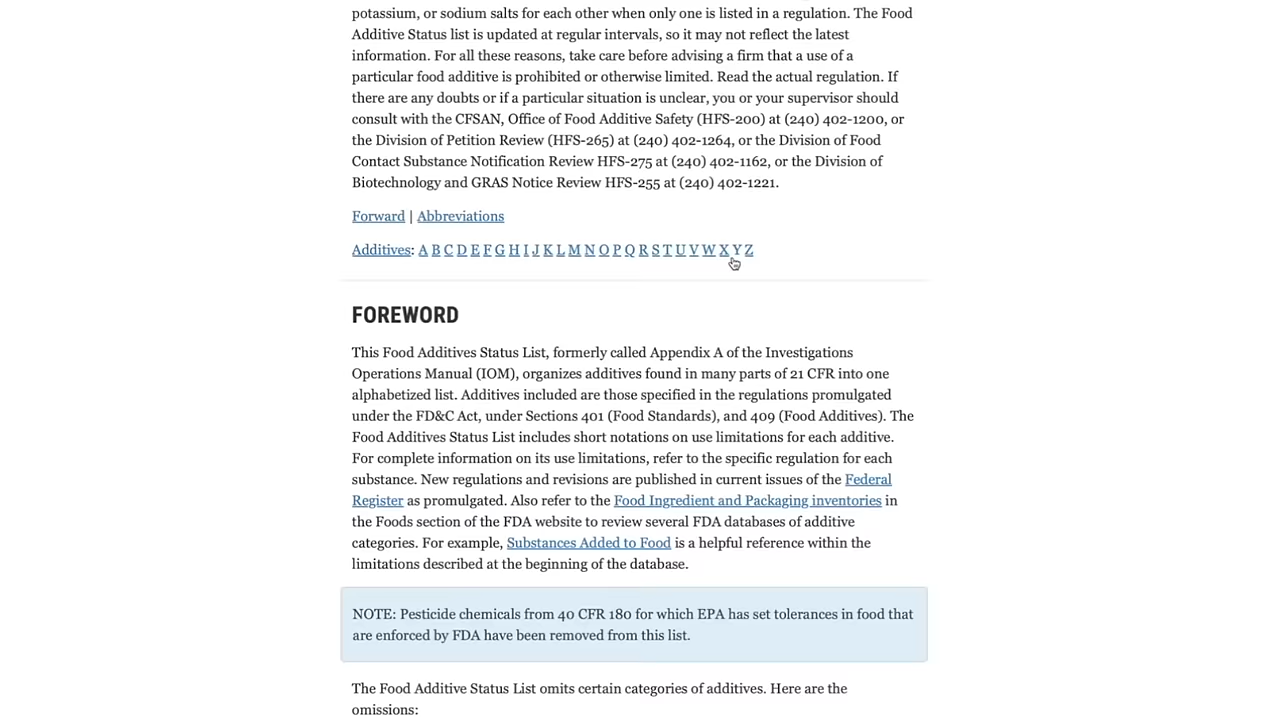 potassium, or sodium salts for each other when only one is listed in a regulation. The Food
Additive Status list is updated at regular intervals, so it may not reflect the latest
information. For all these reasons, take care before advising a firm that a use of a
particular food additive is prohibited or otherwise limited. Read the actual regulation. If
there are any doubts or if a particular situation is unclear, you or your supervisor should
consult with the CFSAN, Office of Food Additive Safety (HFS-200) at (240) 402-1200, or
the Division of Petition Review (HFS-265) at (240) 402-1264, or the Division of Food
Contact Substance Notification Review HFS-275 at (240) 402-1162, or the Division of
Biotechnology and GRAS Notice Review HFS-255 at (240) 402-1221.
Forward | Abbreviations
Additives: A B C D E F G H I J K L M N O P Q R S T U V W X Y Z
FOREWORD
This Food Additives Status List, formerly called Appendix A of the Investigations
Operations Manual (IOM), organizes additives found in many parts of 21 CFR into one
alphabetized list. Additives included are those specified in the regulations promulgated
under the FD&C Act, under Sections 401 (Food Standards), and 409 (Food Additives). The
Food Additives Status List includes short notations on use limitations for each additive.
For complete information on its use limitations, refer to the specific regulation for each
substance. New regulations and revisions are published in current issues of the Federal
Register as promulgated. Also refer to the Food Ingredient and Packaging inventories in
the Foods section of the FDA website to review several FDA databases of additive
categories. For example, Substances Added to Food is a helpful reference within the
limitations described at the beginning of the database.
NOTE: Pesticide chemicals from 40 CFR 180 for which EPA has set tolerances in food that
are enforced by FDA have been removed from this list.
The Food Additive Status List omits certain categories of additives. Here are the
omissions: